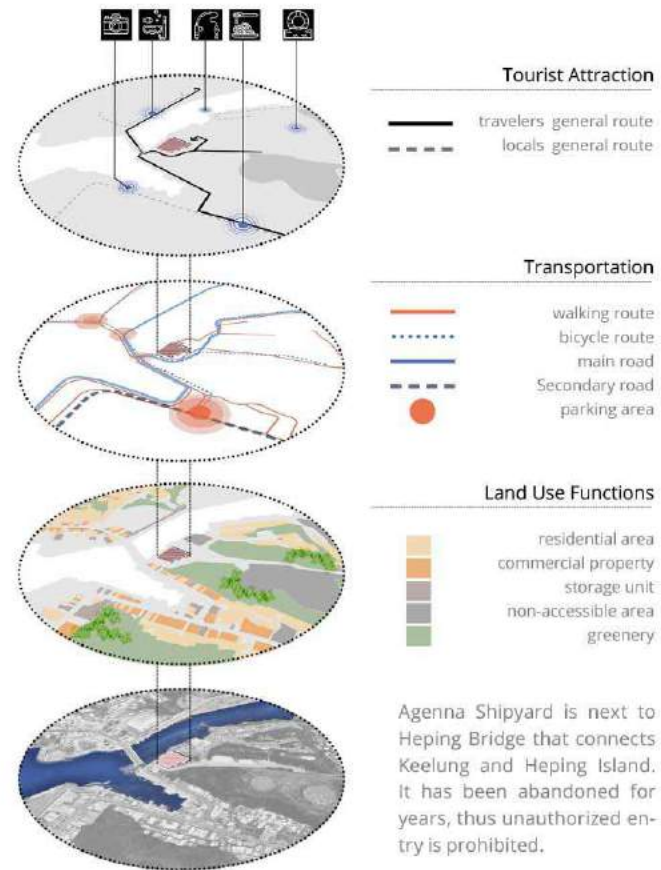 Tourist Attraction
travelers general route
locals general route
Transportation
walking route
bicycle route
main road
Secondary road
parking area
Land Use Functions
residential area
commercial property
storage unit
non-accessible area
greenery
Agenna Shipyard is next to
Heping Bridge that connects
Keelung and Heping Island.
It has been abandoned for
years, thus unauthorized en-
try is prohibited.